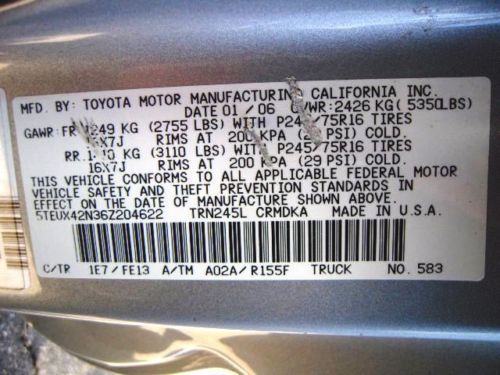 MFD. BY: TOYOTA MOTOR MANUFACTURING CALIFORNIA INC.
DATE 01/06 GVWR: 2426 KG( 5350LBS)
GAWR: FR. 1249 KG (2755 LBS) WITH P245/75R16 TIRES
16X7J RIMS AT 200 KPA (29 PSI) COLD.
RR. KG (3110 LBS) WITH P245/75R16 TIRES
16X7J RIMS AT 200 KPA (29 PSI) COLD.
THIS VEHICLE CONFORMS TO ALL APPLICABLE FEDERAL MOTOR
VEHICLE SAFETY AND THEFT PREVENTION STANDARDS IN
EFFECT ON THE DATE OF MANUFACTURE SHOWN ABOVE.
5TEUX42N36Z204622 TRN245L CRMDKA MADE IN USA
C/TR 1E7/FE13 A/TM A02A/R155F TRUCK NO. 583